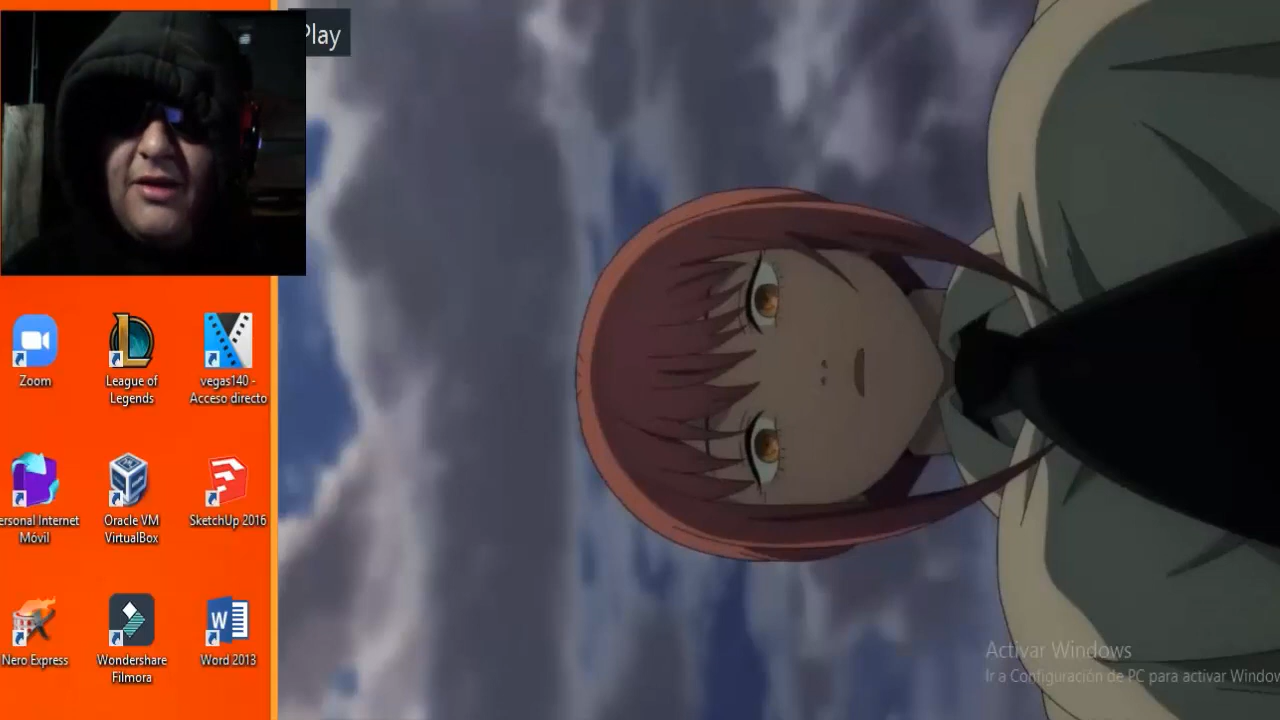 Play
Zoom
League of
Legends
vegas140 -
Acceso directo
ersonal Internet
Móvil
Oracle VM
VirtualBox
SketchUp 2016
Nero Express
Wondershare
Filmora
Word 2013
Activar Windows
Ir a Configuración de PC para activar Window